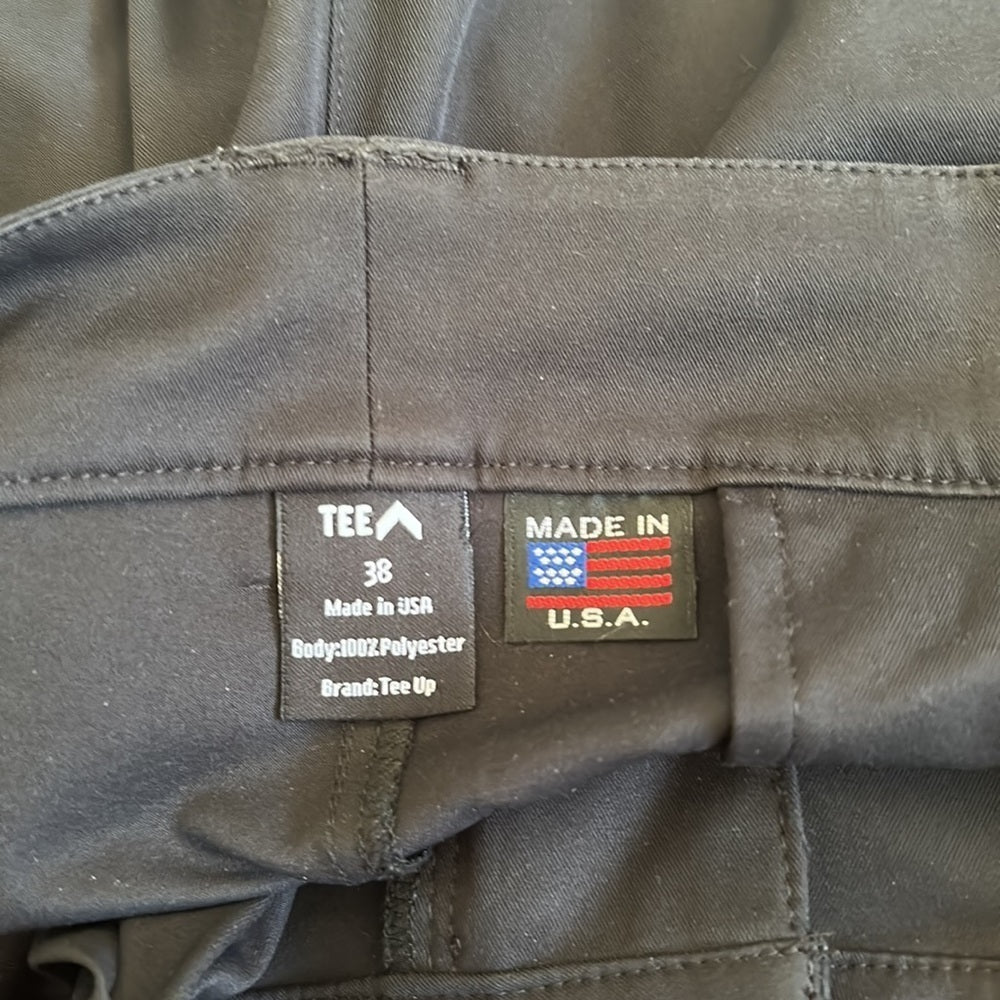 TEE
38
Made in USA
Body:100%Polyester
Brand:Tee Up
MADE IN
U.S.A.